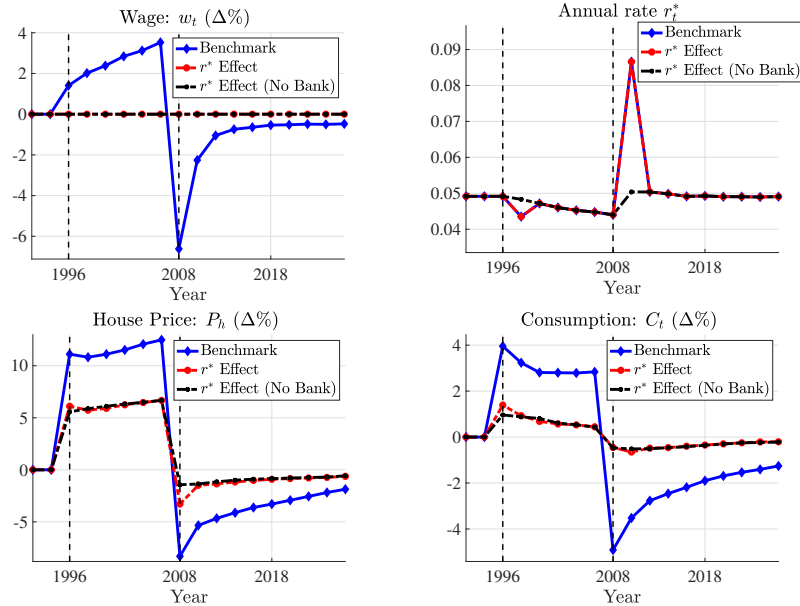 Wage: w_t (Δ%)
4
2
0
-2
-4
-6
Benchmark
r* Effect
r* Effect (No Bank)
1996
2008
2018
Year
Annual rate r_t^*
0.09
0.08
0.07
0.06
0.05
0.04
Benchmark
r* Effect
r* Effect (No Bank)
1996
2008
2018
Year
House Price: P_h (Δ%)
10
5
0
-5
Benchmark
r* Effect
r* Effect (No Bank)
1996
2008
2018
Year
Consumption: C_t (Δ%)
4
2
0
-2
-4
Benchmark
r* Effect
r* Effect (No Bank)
1996
2008
2018
Year